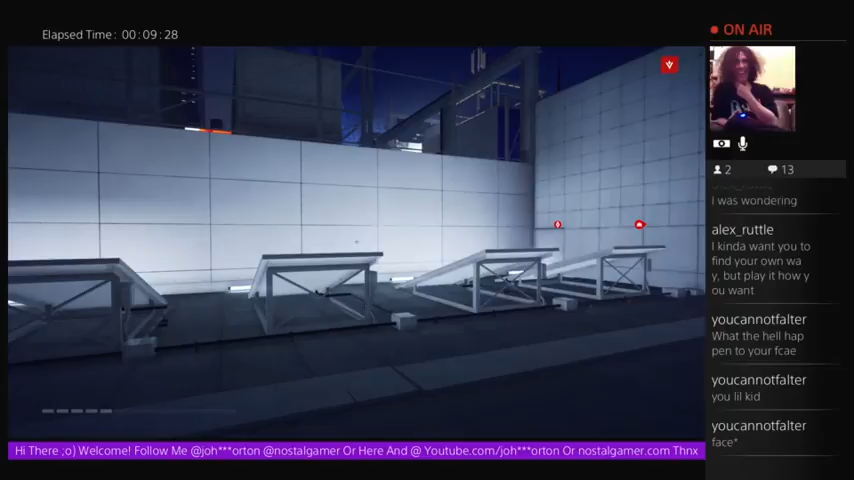 Elapsed Time: 00:09:28
ON AIR
2
13
I was wondering
alex_ruttle
I kinda want you to
find your own wa
y, but play it how y
ou want
youcannotfalter
What the hell hap
pen to your fcae
youcannotfalter
you lil kid
youcannotfalter
face*
Hi There ;o) Welcome! Follow Me @joh***orton @nostalgamer Or Here And @ Youtube.com/joh***orton Or nostalgamer.com Thnx